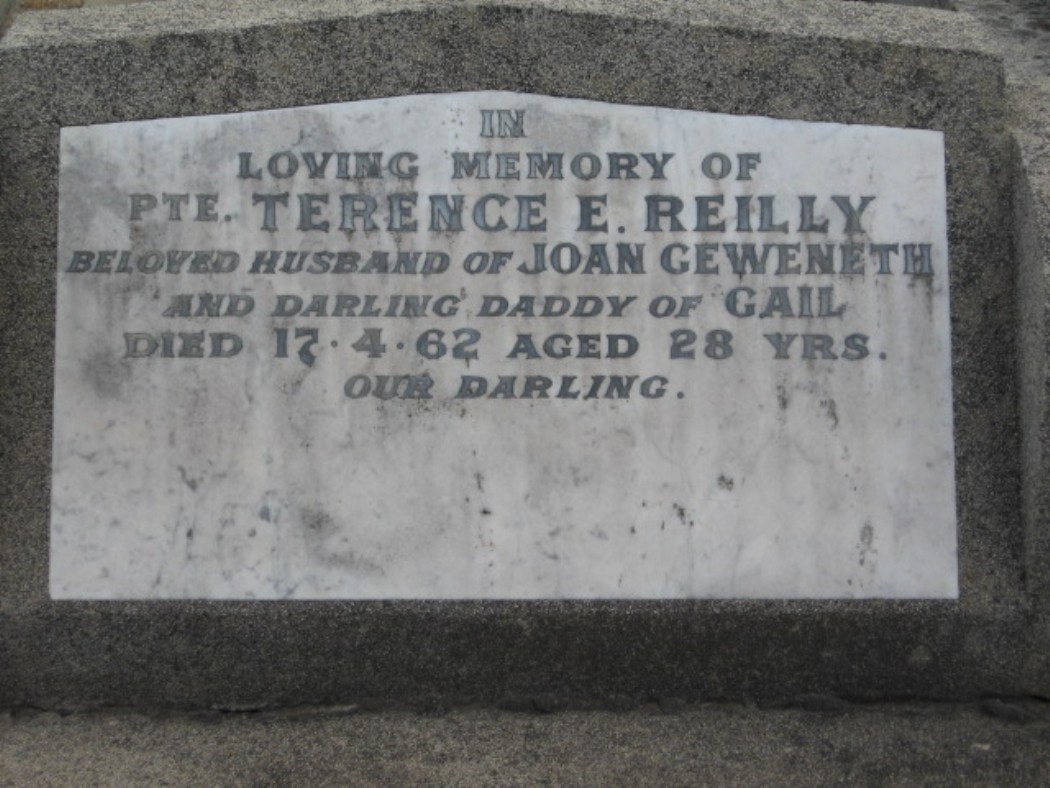 IN
LOVING MEMORY OF
PTE. TERENCE E. REILLY
BELOVED HUSBAND OF JOAN GEWENETH
AND DARLING DADDY OF GAIL
DIED 17·4·62 AGED 28 YRS.
OUR DARLING.